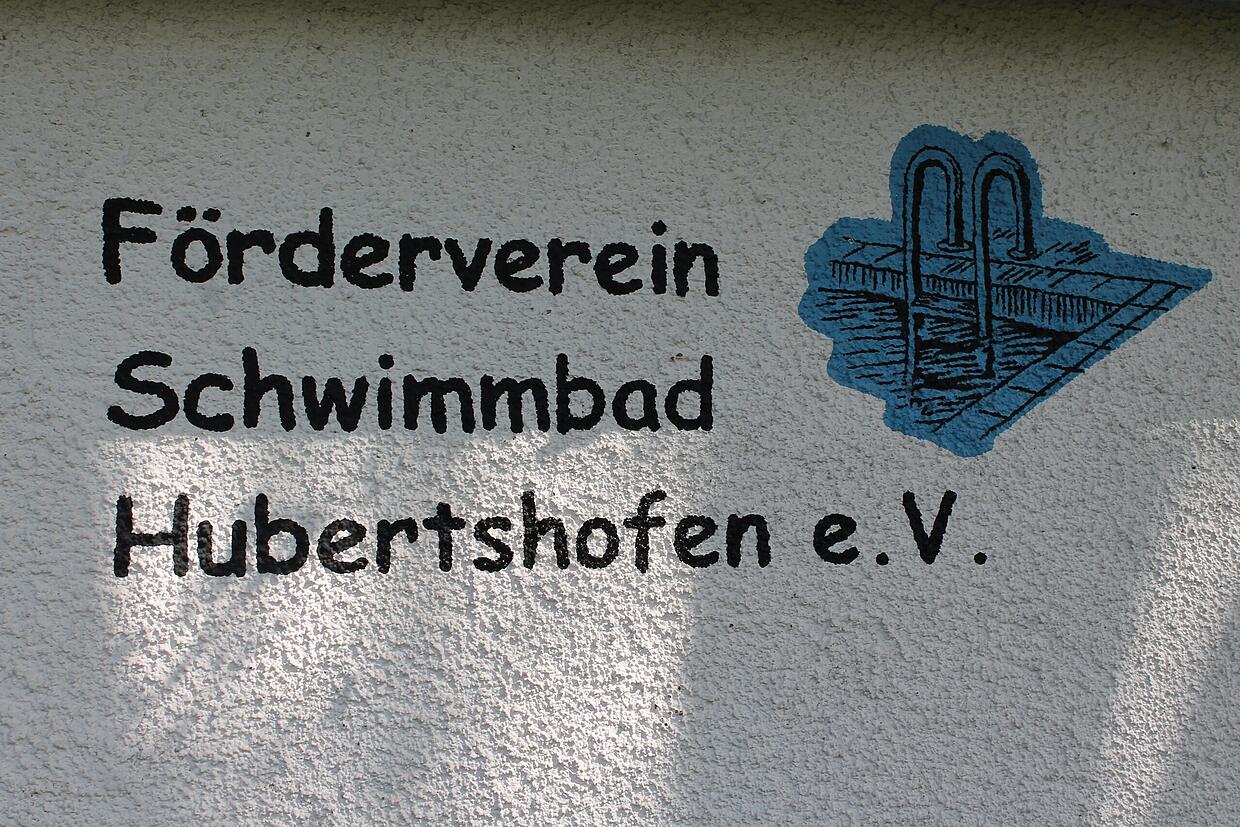 Förderverein
Schwimmbad
Hubertshofen e.V.